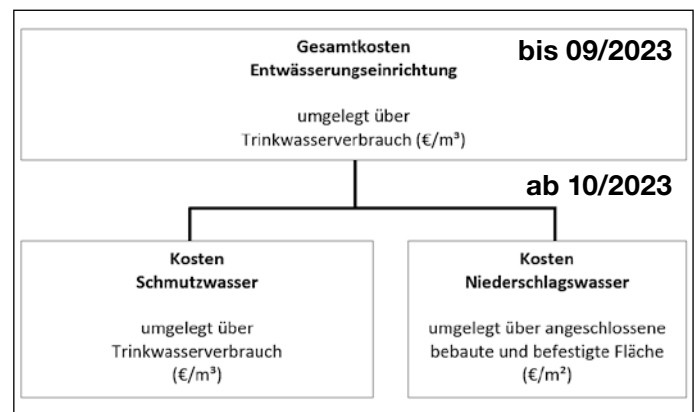 Gesamtkosten
Entwässerungseinrichtung
bis 09/2023
umgelegt über
Trinkwasserverbrauch (€/m³)
ab 10/2023
Kosten
Schmutzwasser
umgelegt über
Trinkwasserverbrauch
(€/m³)
Kosten
Niederschlagswasser
umgelegt über angeschlossene
bebaute und befestigte Fläche
(€/m²)